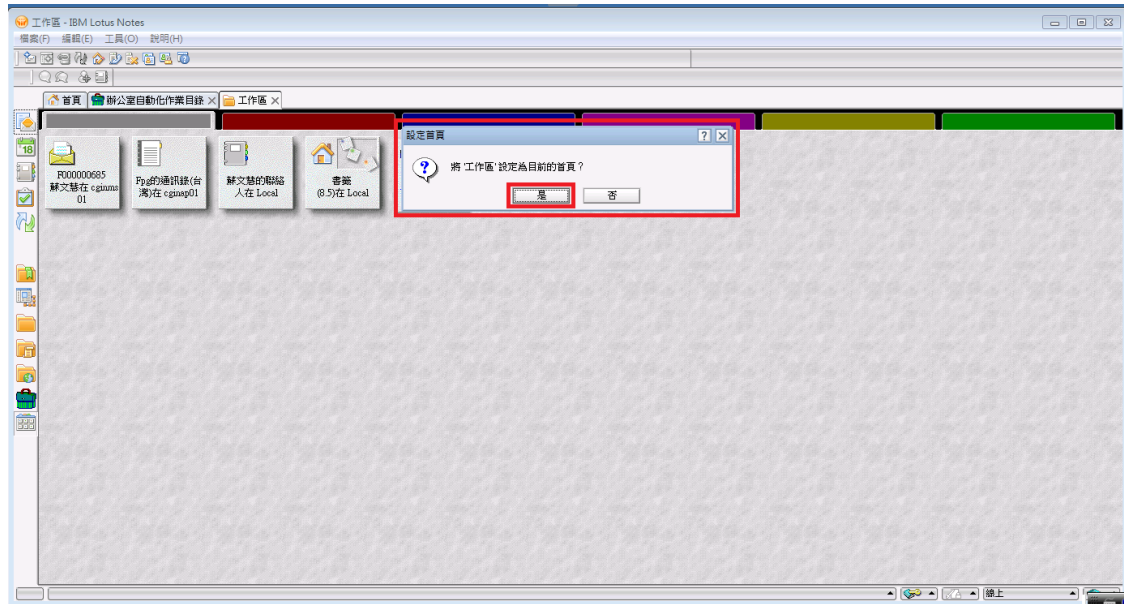 工作區 - IBM Lotus Notes
檔案(F) 編輯(E) 工具(O) 說明(H)
首頁 辦公室自動化作業目錄 工作區
設定首頁
將'工作區'設定為目前的首頁？
是 否
18
F000000685
蘇文慧在 cginms
01
Fpg的通訊錄(台
灣)在 cginsp01
蘇文慧的聯絡
人在 Local
書籤
(8.5)在 Local
線上